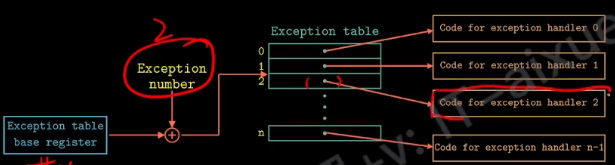 2
Exception table
Exception
number
Exception table
base register
0
1
2
n
Code for exception handler 0
Code for exception handler 1
Code for exception handler 2
Code for exception handler n-1